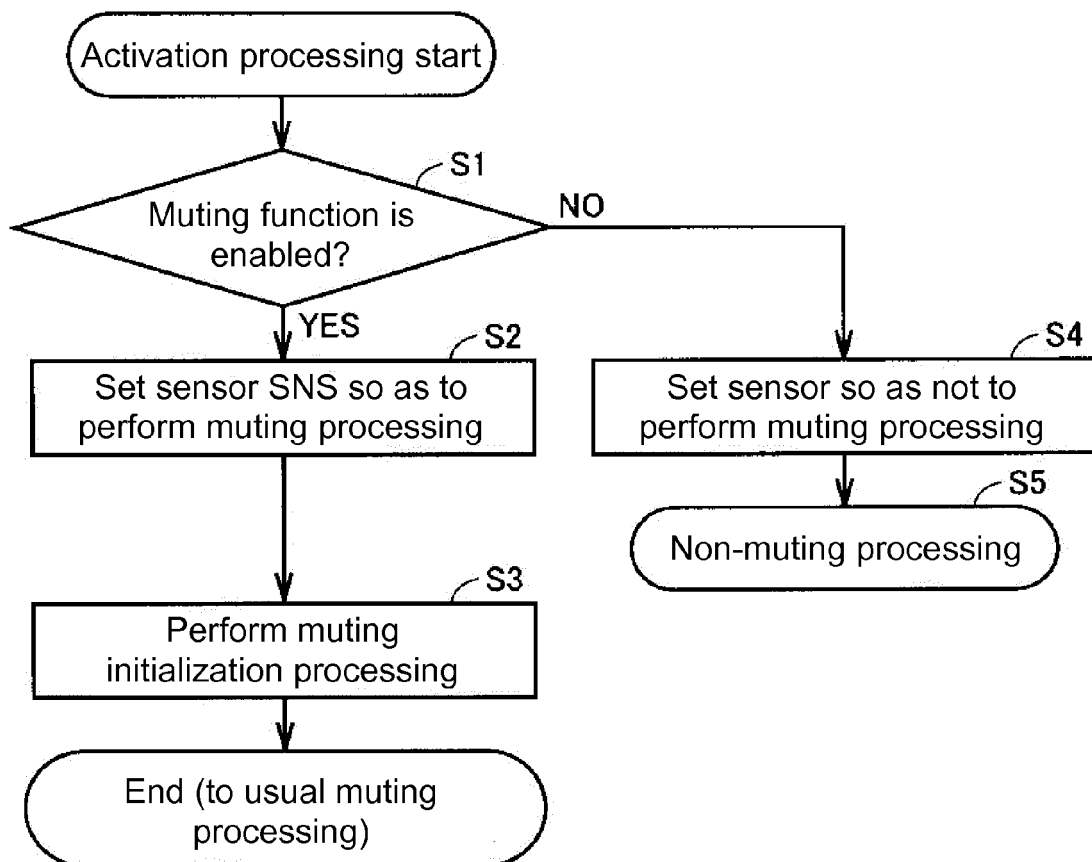 Activation processing start
S1
Muting function is
enabled?
NO
YES
S2
Set sensor SNS so as to
perform muting processing
S4
Set sensor so as not to
perform muting processing
S5
Non-muting processing
S3
Perform muting
initialization processing
End (to usual muting
processing)